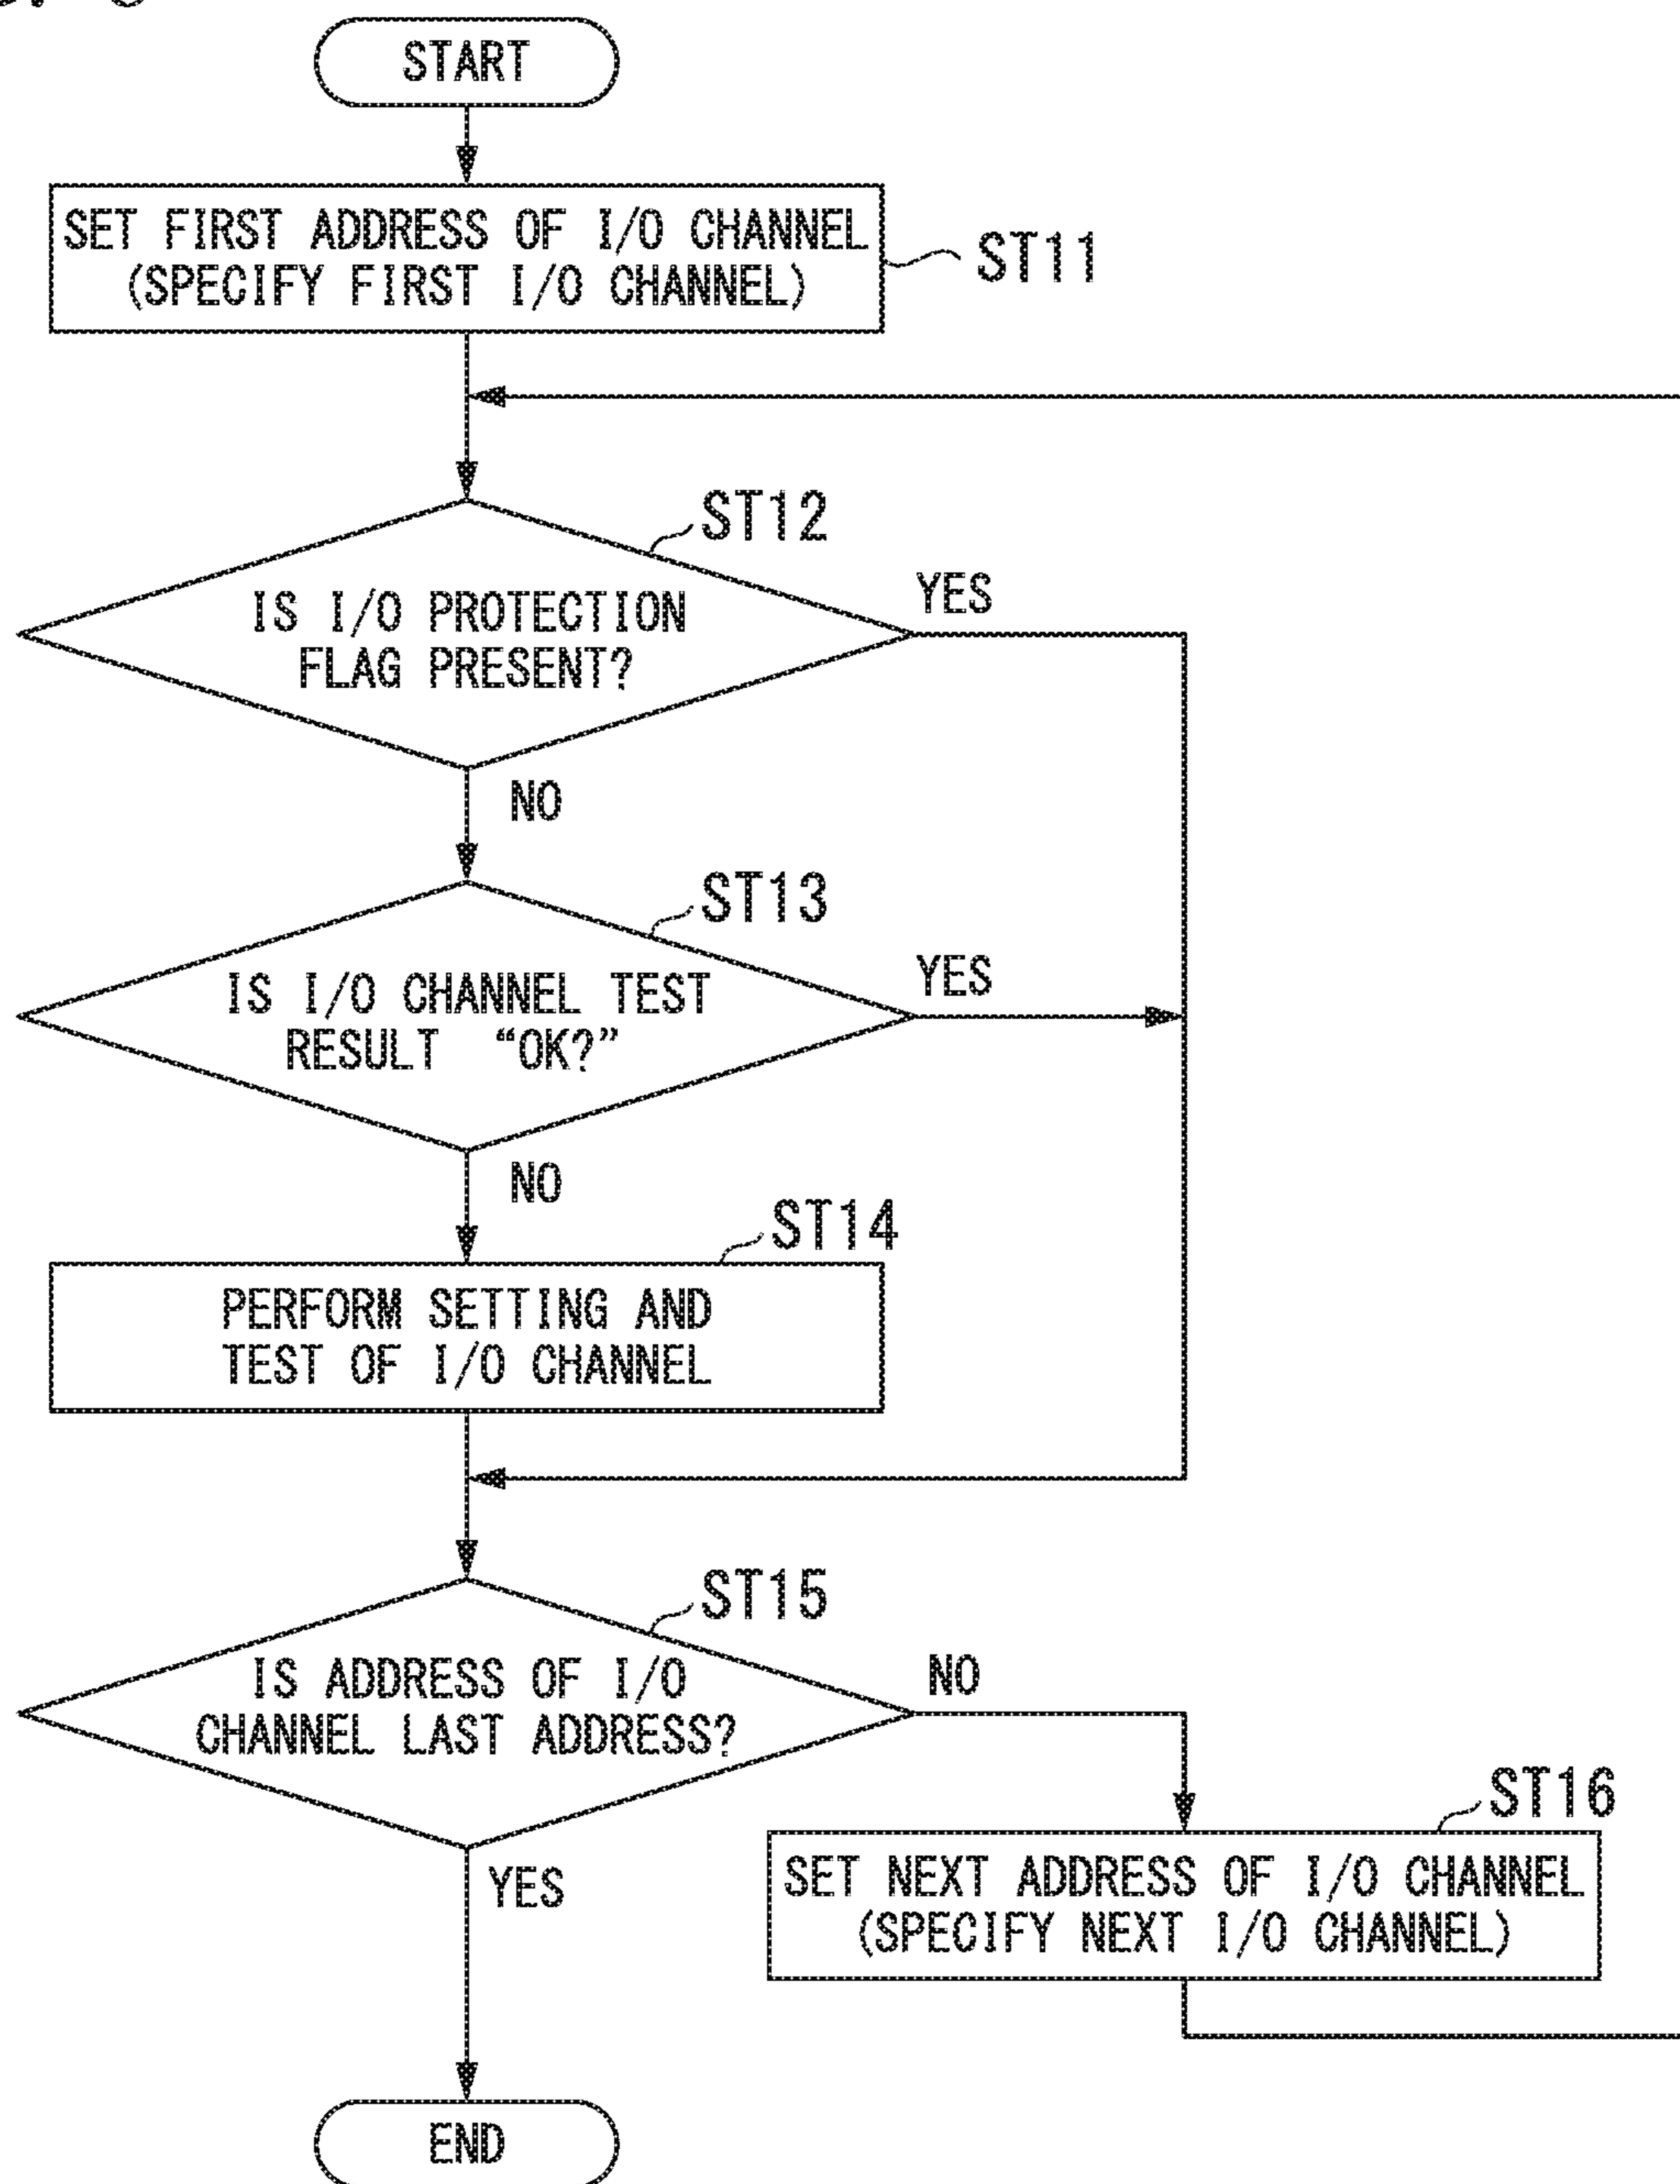 START
SET FIRST ADDRESS OF I/O CHANNEL
(SPECIFY FIRST I/O CHANNEL)
ST11
ST12
IS I/O PROTECTION
FLAG PRESENT?
YES
NO
ST13
IS I/O CHANNEL TEST
RESULT “OK?”
YES
NO
ST14
PERFORM SETTING AND
TEST OF I/O CHANNEL
ST15
IS ADDRESS OF I/O
CHANNEL LAST ADDRESS?
NO
YES
ST16
SET NEXT ADDRESS OF I/O CHANNEL
(SPECIFY NEXT I/O CHANNEL)
END